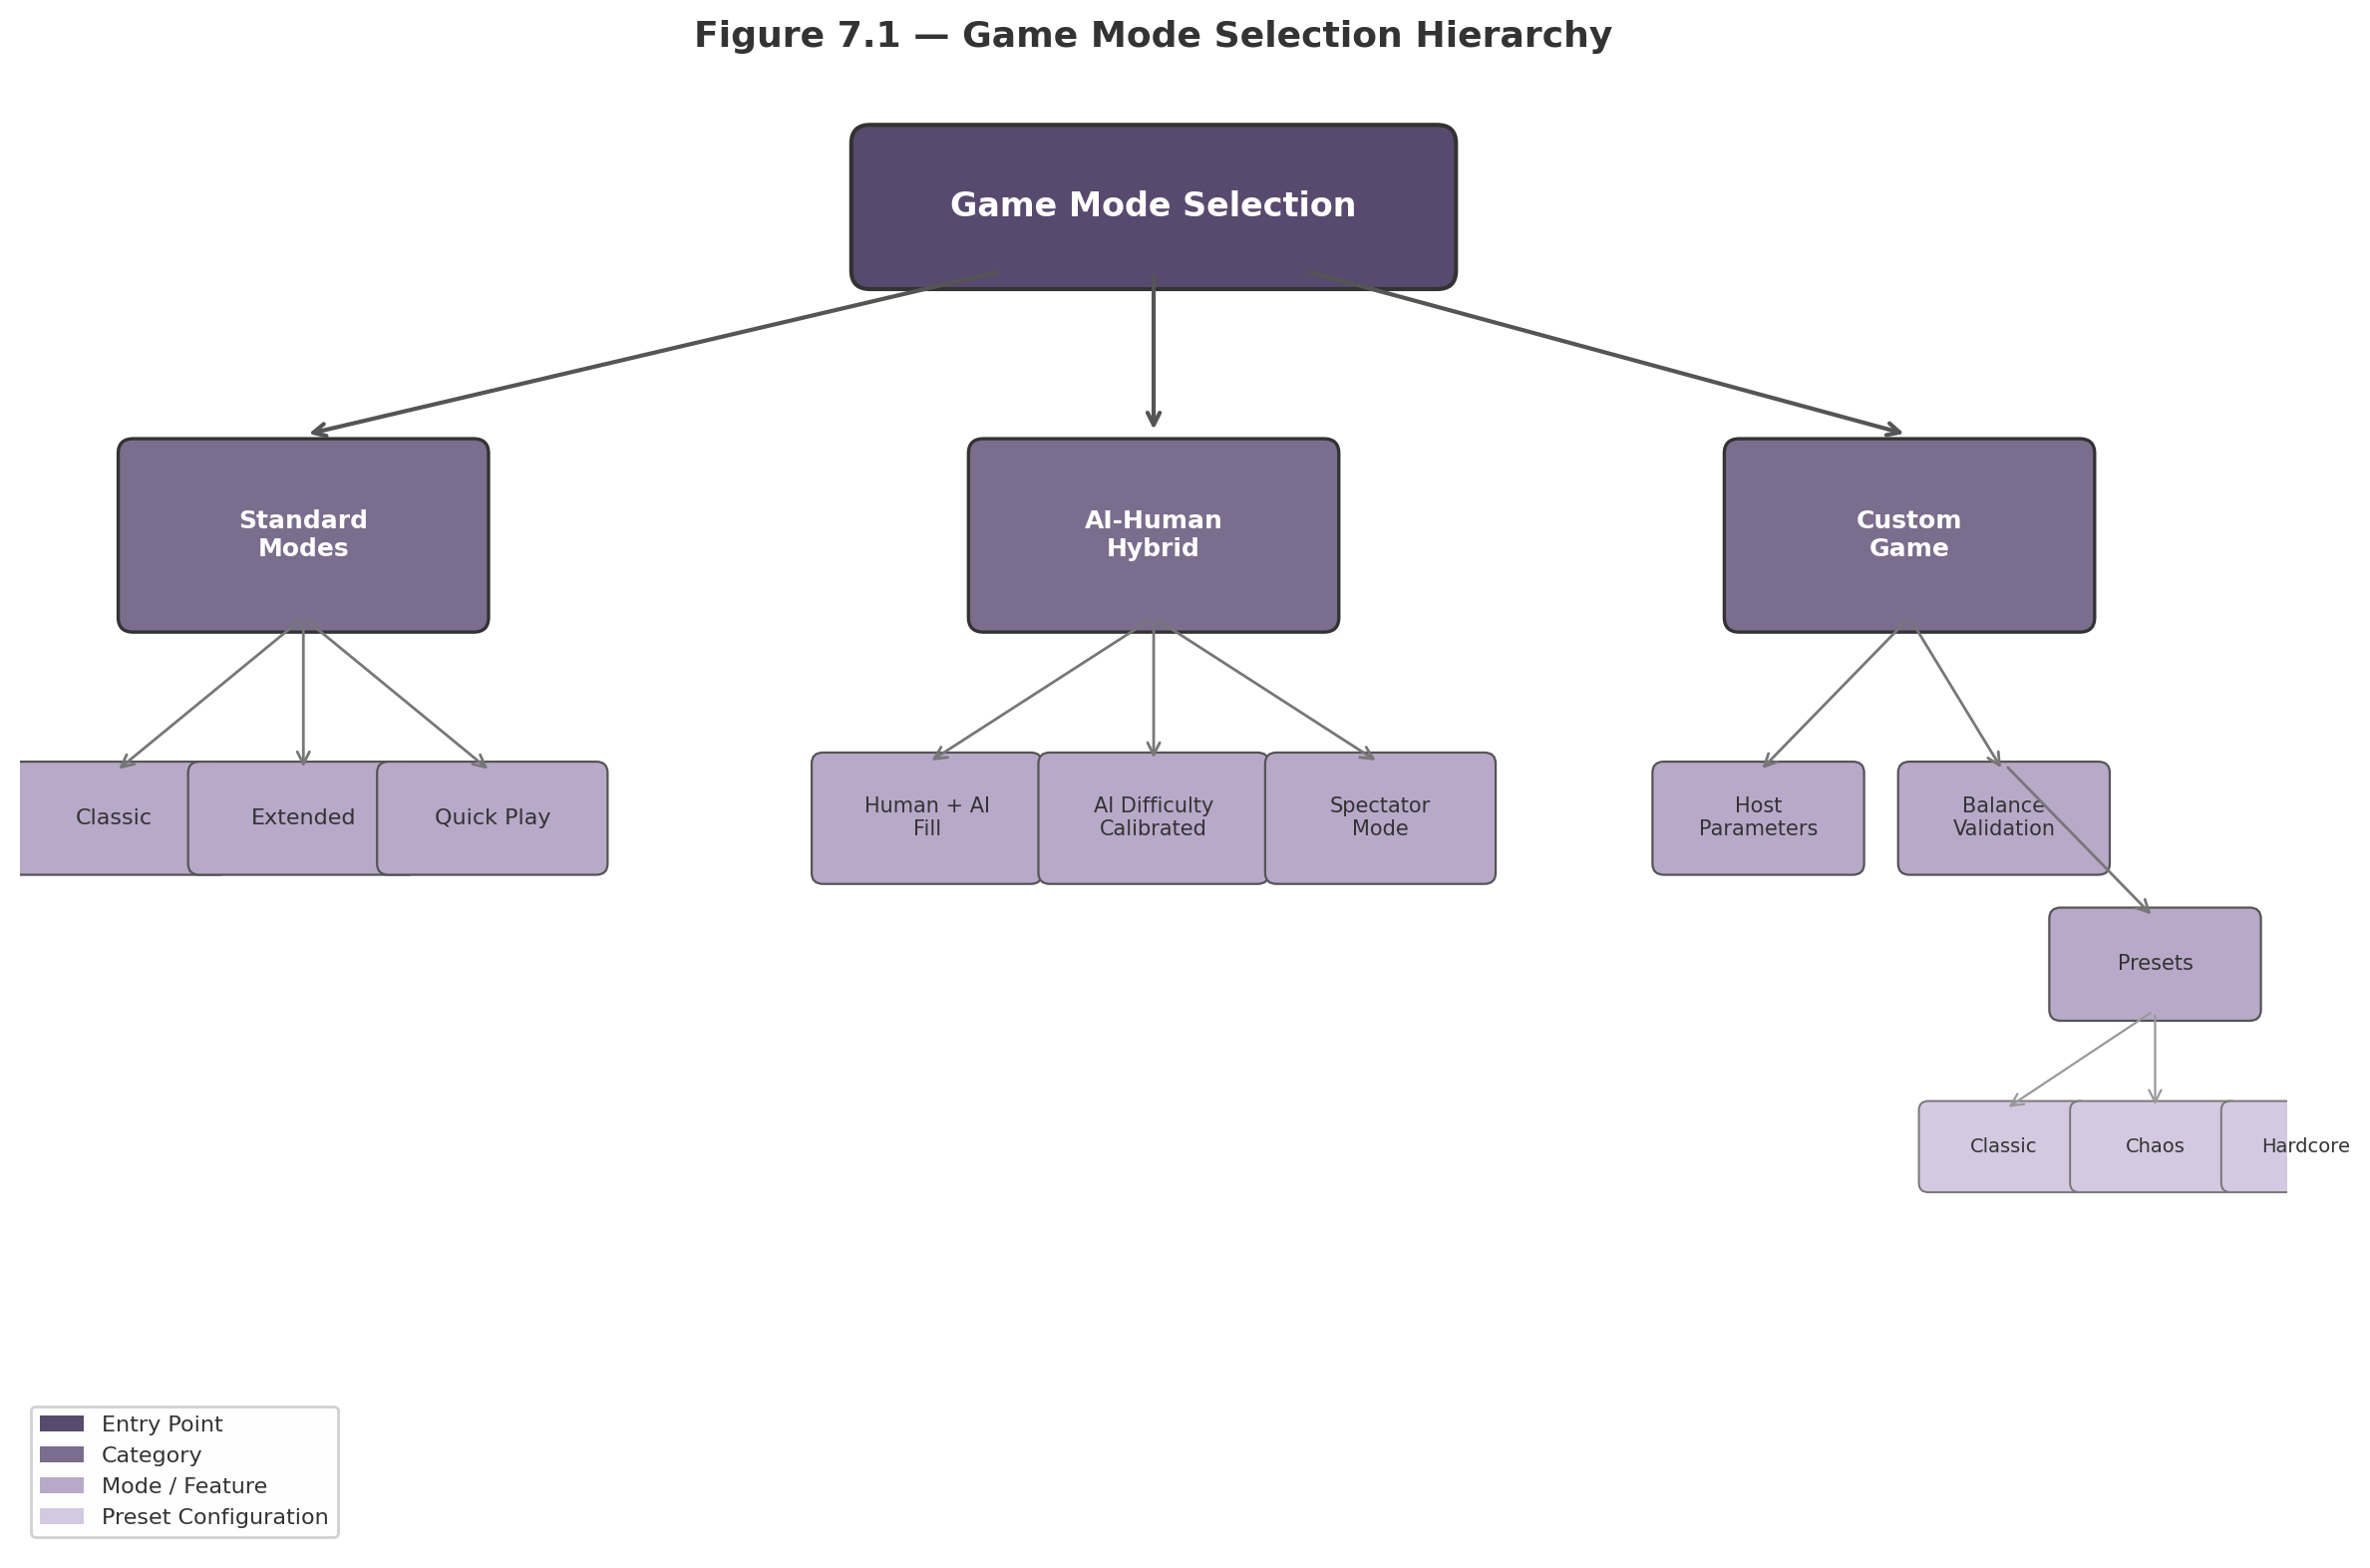 Figure 7.1 — Game Mode Selection Hierarchy
Game Mode Selection
Standard
Modes
AI-Human
Hybrid
Custom
Game
Classic
Extended
Quick Play
Human + AI
Fill
AI Difficulty
Calibrated
Spectator
Mode
Host
Parameters
Balance
Validation
Presets
Classic
Chaos
Hardcore
Entry Point
Category
Mode / Feature
Preset Configuration